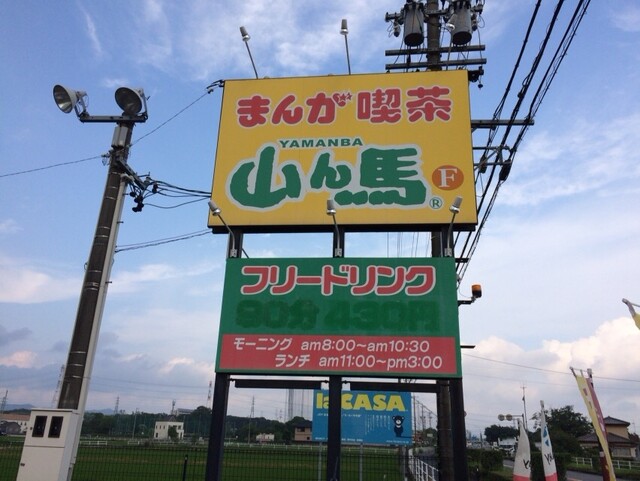 まんが喫茶
YAMANBA
山ん馬
F
®
フリードリンク
90分 430円
モーニング am8:00~am10:30
ランチ am11:00~pm3:00
la CASA